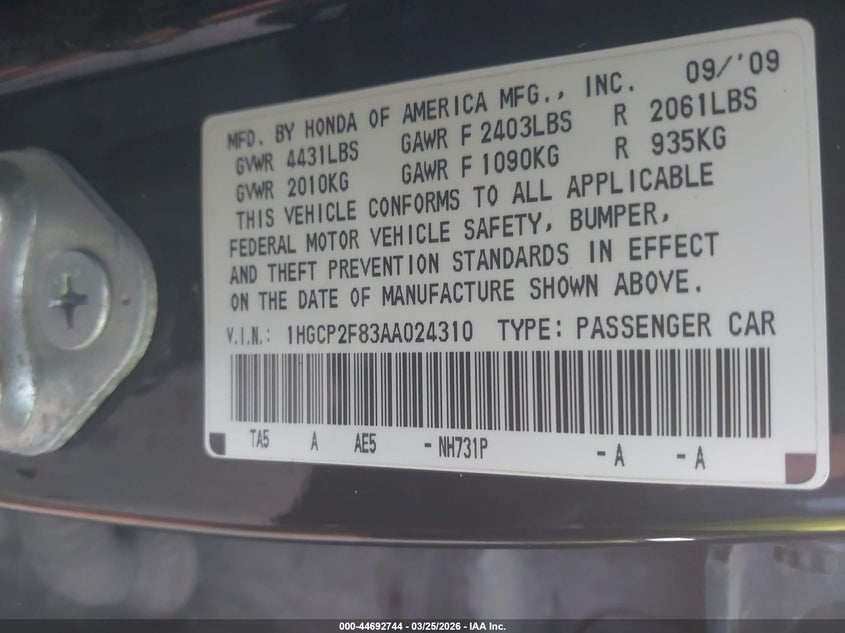 MFD. BY HONDA OF AMERICA MFG., INC. 09/'09
GVWR 4431LBS GAWR F 2403LBS R 2061LBS
GVWR 2010KG GAWR F 1090KG R 935KG
THIS VEHICLE CONFORMS TO ALL APPLICABLE
FEDERAL MOTOR VEHICLE SAFETY, BUMPER,
AND THEFT PREVENTION STANDARDS IN EFFECT
ON THE DATE OF MANUFACTURE SHOWN ABOVE.
V.I.N.: 1HGCP2F83AA024310 TYPE: PASSENGER CAR
TA5 A AE5 -NH731P -A -A
000-44692744 - 03/25/2026 - IAA Inc.